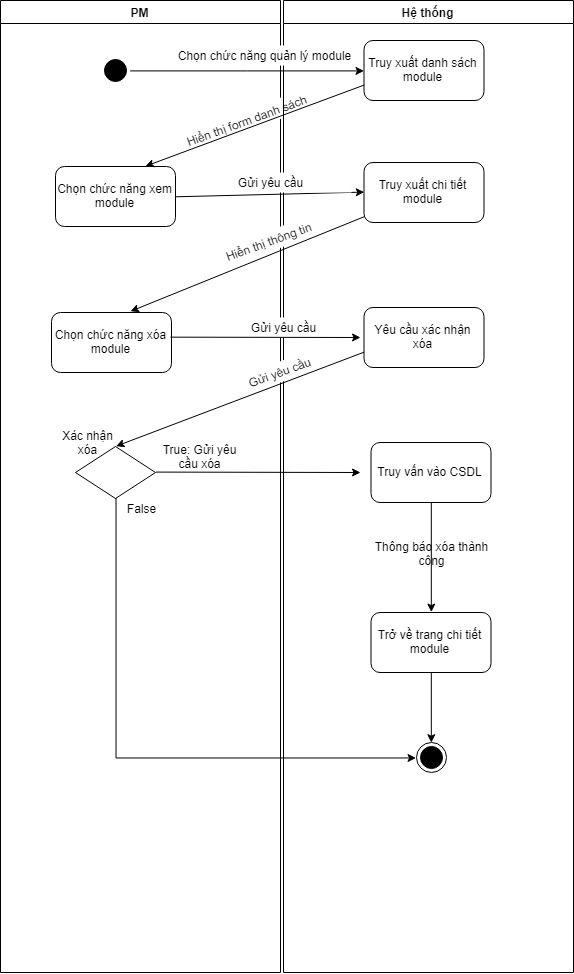 PM
Hệ thống
Chọn chức năng quản lý module
Truy xuất danh sách
module
Hiển thị form danh sách
Chọn chức năng xem
module
Gửi yêu cầu
Truy xuất chi tiết
module
Hiển thị thông tin
Chọn chức năng xóa
module
Gửi yêu cầu
Yêu cầu xác nhận
xóa
Gửi yêu cầu
Xác nhận
xóa
True: Gửi yêu
cầu xóa
Truy vấn vào CSDL
False
Thông báo xóa thành
công
Trở về trang chi tiết
module